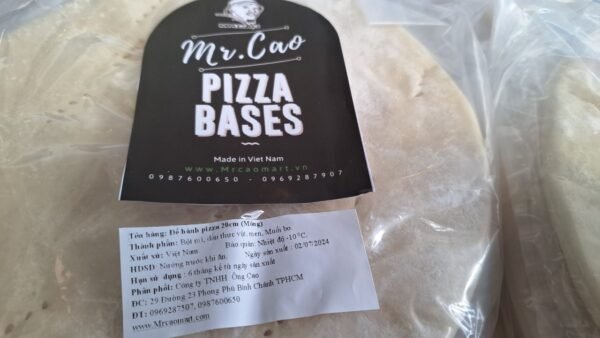 Mr.Cao
PIZZA
BASES
Made in Viet Nam
www.Mrcaomart.vn
0987600650 - 0969287907
Tên hàng: Đế bánh pizza 20cm (Mỏng)
Thành phần: Bột mì, dầu thực vật, men, Muối bơ.
Xuất xứ: Việt Nam Bảo quản: Nhiệt độ -10°C.
HDSD: Nướng trước khi ăn. Ngày sản xuất : 02/07/2024
Hạn sử dụng : 6 tháng kể từ ngày sản xuất
Phân phối: Công ty TNHH Ông Cao
ĐC: 29 Đường 23 Phong Phú Bình Chánh TPHCM
ĐT: 0969287507, 0987600650
www.Mrcaomart.com